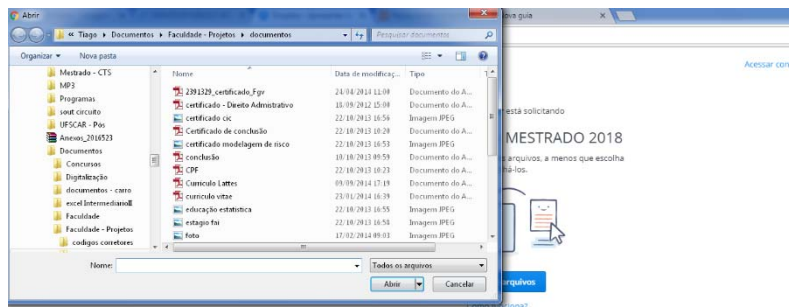 Abrir
ova guia
« Tiago ▸ Documentos ▸ Faculdade - Projetos ▸ documentos
Pesquisar documentos
Organizar
Nova pasta
Acessar con
Mestrado - CTS
MP3
Programas
sout circuito
UFSCAR - Pós
Anexos_2016523
Documentos
Concursos
Digitalização
documentos - carro
excel IntermediarioII
Faculdade
Faculdade - Projetos
codigos corretores
Nome
Data de modificaç...
Tipo
2391329_certificado_Fgv
24/04/2014 11:00
Documento do A...
certificado - Direito Admnistrativo
18/09/2012 15:08
Documento do A...
certificado cic
22/10/2013 16:56
Imagem JPEG
Certificado de conclusão
22/10/2013 10:20
Documento do A...
certificado modelagem de risco
22/10/2013 16:53
Imagem JPEG
conclusão
18/10/2013 09:59
Documento do A...
CPF
22/10/2013 10:23
Documento do A...
Curriculo Lattes
09/09/2014 17:19
Documento do A...
curriculo vitae
23/01/2014 16:39
Documento do A...
educação estatistica
22/10/2013 16:55
Imagem JPEG
estagio fai
22/10/2013 16:58
Imagem JPEG
foto
17/02/2014 09:03
Imagem JPEG
está solicitando
MESTRADO 2018
s arquivos, a menos que escolha
há-los.
Nome:
Todos os arquivos
Abrir
Cancelar
arquivos